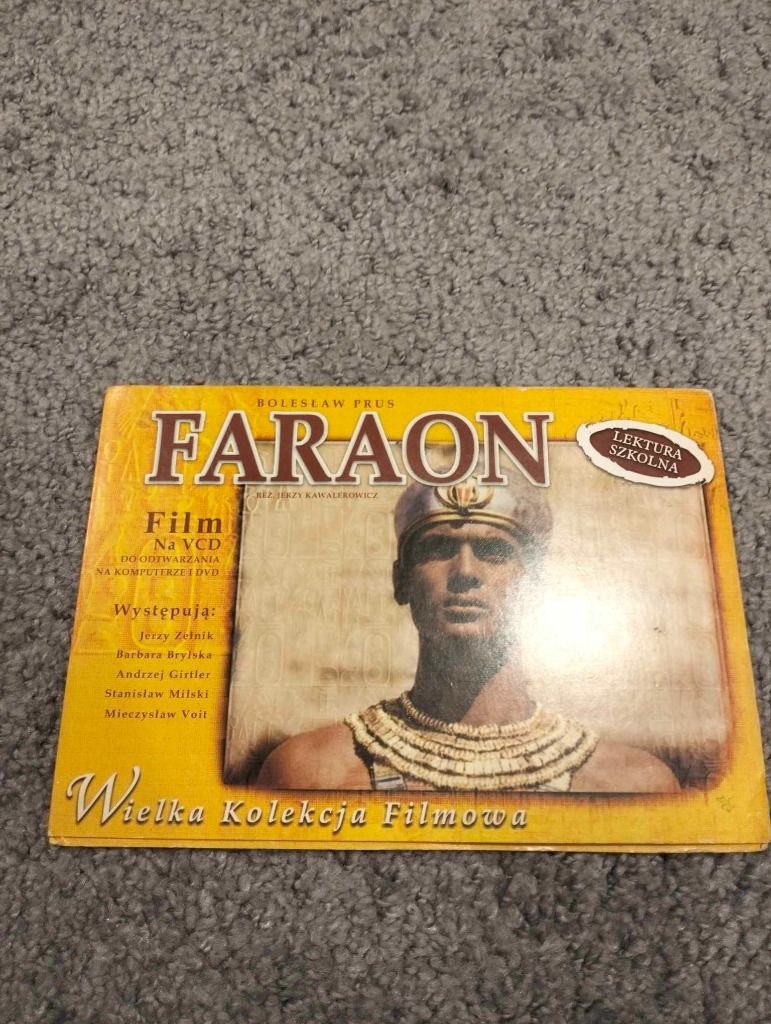 BOLESŁAW PRUS
FARAON
LEKTURA
SZKOLNA
REŻ. JERZY KAWALEROWICZ
Film
Na VCD
DO ODTWARZANIA
NA KOMPUTERZE I DVD
Występują:
Jerzy Zelnik
Barbara Brylska
Andrzej Girtler
Stanisław Milski
Mieczysław Voit
Wielka Kolekcja Filmowa